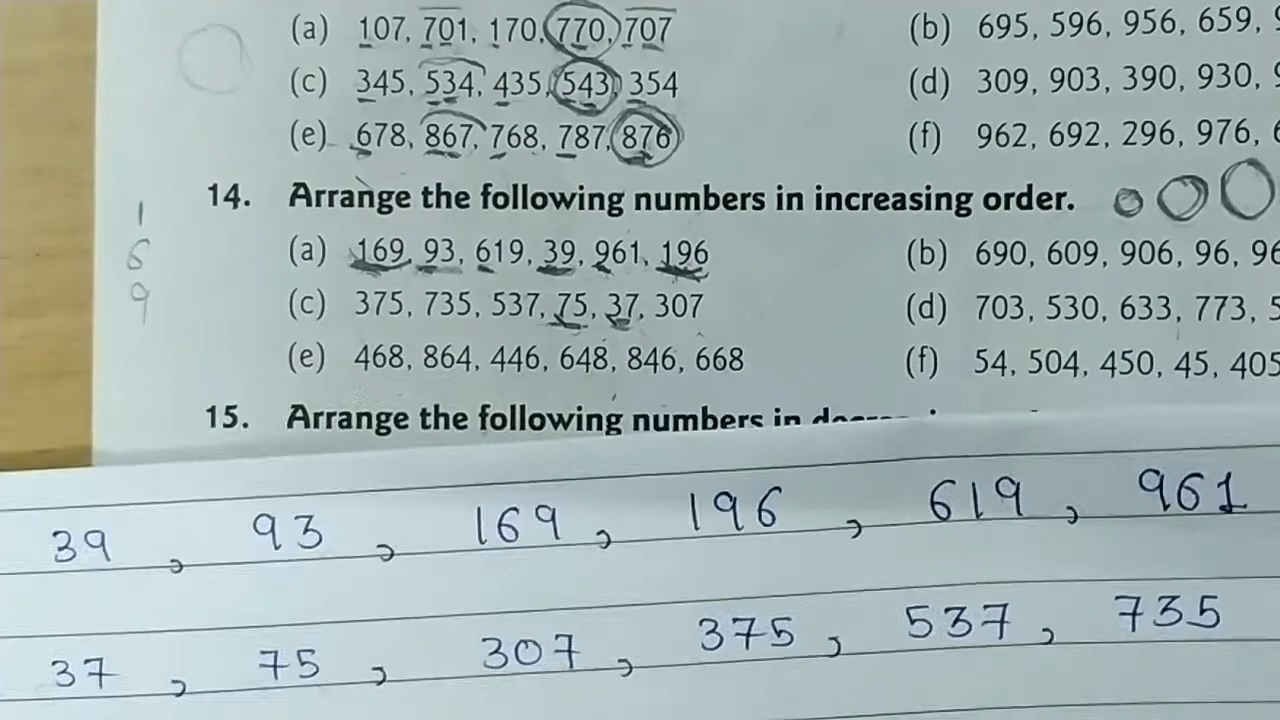 (a) 107, 701, 170, 770, 707 (b) 695, 596, 956, 659,
(c) 345, 534, 435, 543, 354 (d) 309, 903, 390, 930,
(e) 678, 867, 768, 787, 876 (f) 962, 692, 296, 976,
14. Arrange the following numbers in increasing order.
1
6
9
(a) 169, 93, 619, 39, 961, 196 (b) 690, 609, 906, 96,
(c) 375, 735, 537, 75, 37, 307 (d) 703, 530, 633, 773,
(e) 468, 864, 446, 648, 846, 668 (f) 54, 504, 450, 45, 405
15. Arrange the following numbers in
39, 93, 169, 196, 619, 961
37, 75, 307, 375, 537, 735